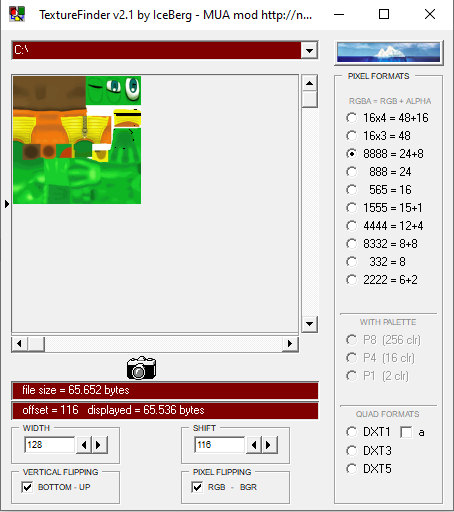 TextureFinder v2.1 by IceBerg - MUA mod http://n...
C:\
PIXEL FORMATS
RGBA = RGB + ALPHA
16x4 = 48+16
16x3 = 48
8888 = 24+8
888 = 24
565 = 16
1555 = 15+1
4444 = 12+4
8332 = 8+8
332 = 8
2222 = 6+2
WITH PALETTE
P8 (256 clr)
P4 (16 clr)
P1 (2 clr)
QUAD FORMATS
DXT1 a
DXT3
DXT5
file size = 65.652 bytes
offset = 116 displayed = 65.536 bytes
WIDTH
128
SHIFT
116
VERTICAL FLIPPING
BOTTOM - UP
PIXEL FLIPPING
RGB - BGR